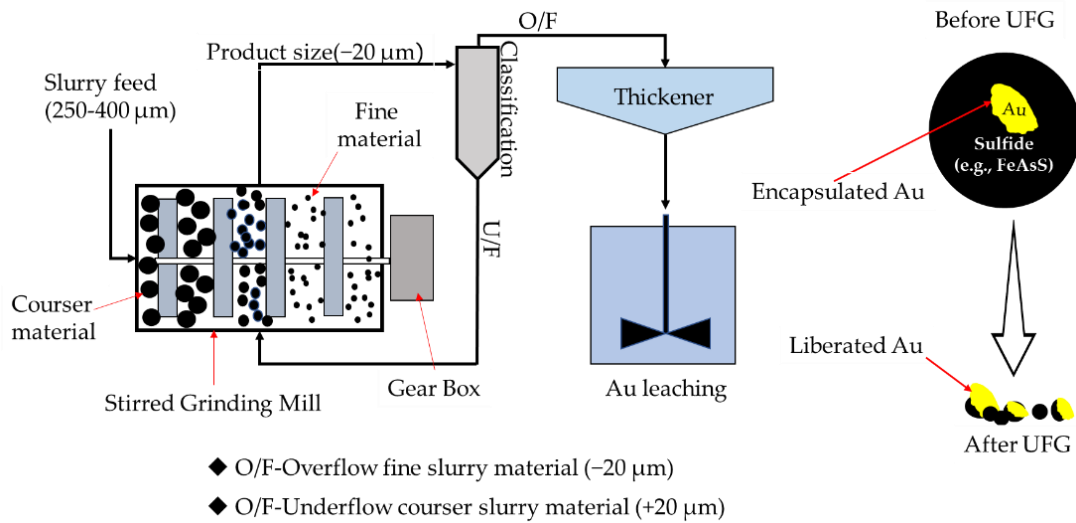 O/F
Product size(−20 µm)
Classification
Slurry feed
(250-400 µm)
Fine
material
Thickener
U/F
Courser
material
Stirred Grinding Mill
Gear Box
Au leaching
Before UFG
Au
Sulfide
(e.g., FeAsS)
Encapsulated Au
Liberated Au
After UFG
◆ O/F-Overflow fine slurry material (−20 µm)
◆ O/F-Underflow courser slurry material (+20 µm)